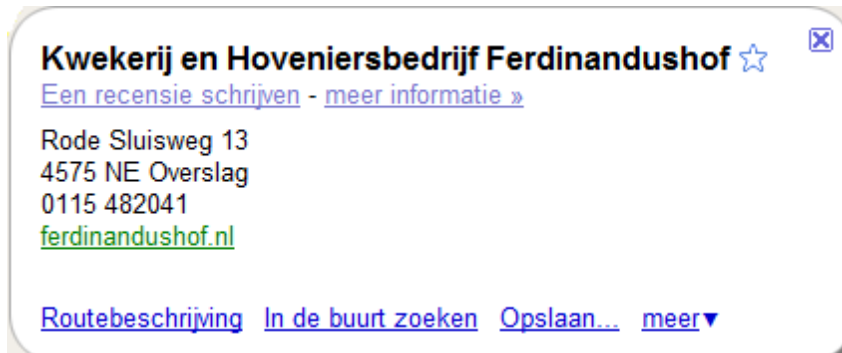 Kwekerij en Hoveniersbedrijf Ferdinandushof
Een recensie schrijven - meer informatie »
Rode Sluisweg 13
4575 NE Overslag
0115 482041
ferdinandushof.nl
Routebeschrijving In de buurt zoeken Opslaan... meer▼